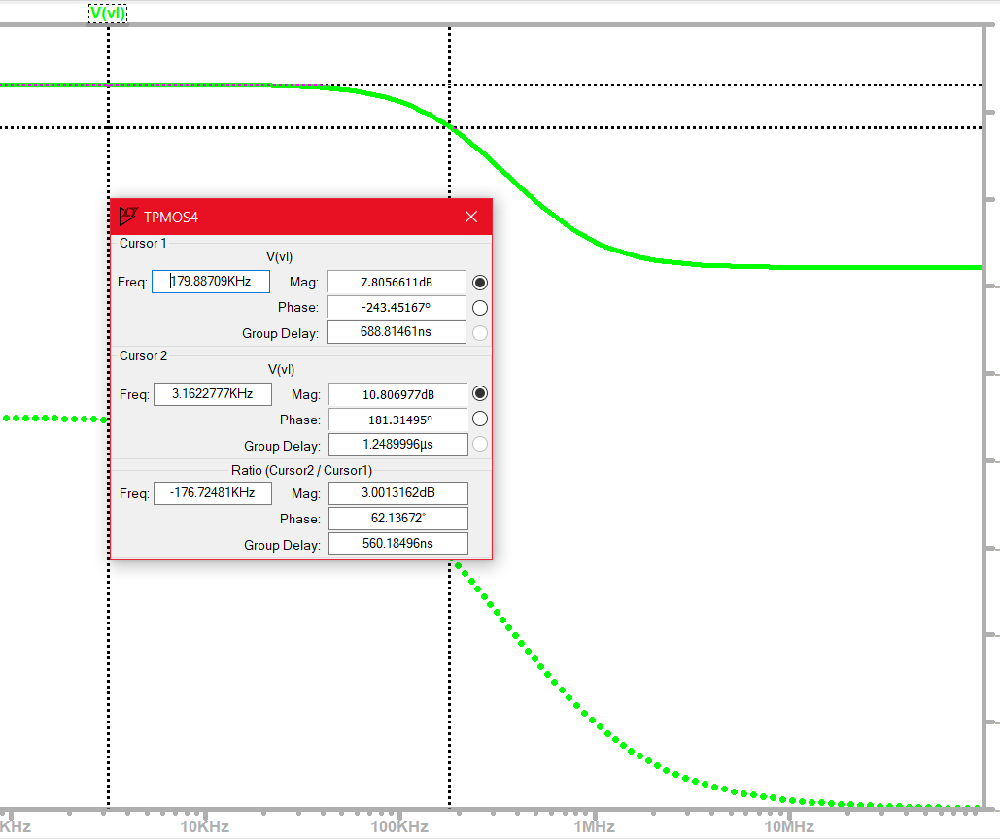 V(vl)
TPMOS4
Cursor 1
V(vl)
Freq: 179.88709KHz Mag: 7.8056611dB
Phase: -243.45167°
Group Delay: 688.81461ns
Cursor 2
V(vl)
Freq: 3.1622777KHz Mag: 10.806977dB
Phase: -181.31495°
Group Delay: 1.2489996µs
Ratio (Cursor2 / Cursor1)
Freq: -176.72481KHz Mag: 3.0013162dB
Phase: 62.13672°
Group Delay: 560.18496ns
KHz 10KHz 100KHz 1MHz 10MHz